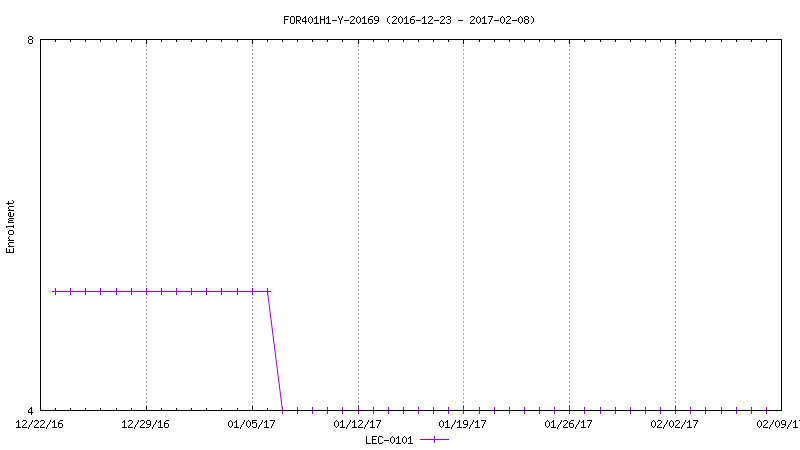 FOR401H1-Y-20169 (2016-12-23 - 2017-02-08)
8
Enrolment
4
12/22/16 12/29/16 01/05/17 01/12/17 01/19/17 01/26/17 02/02/17 02/09/1
LEC-0101